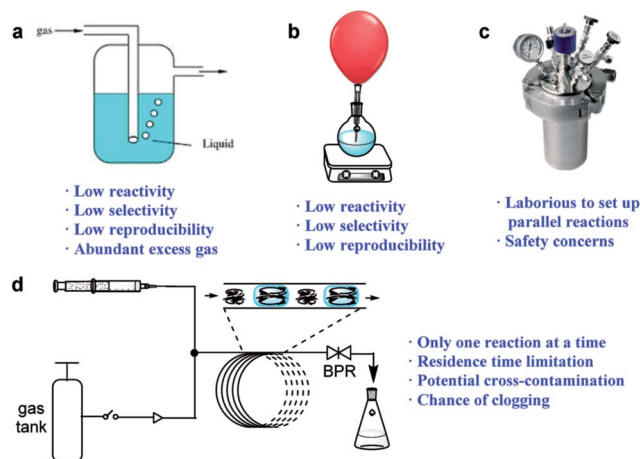 a
gas
Liquid
· Low reactivity
· Low selectivity
· Low reproducibility
· Abundant excess gas
b
· Low reactivity
· Low selectivity
· Low reproducibility
c
· Laborious to set up
parallel reactions
· Safety concerns
d
gas
tank
BPR
· Only one reaction at a time
· Residence time limitation
· Potential cross-contamination
· Chance of clogging